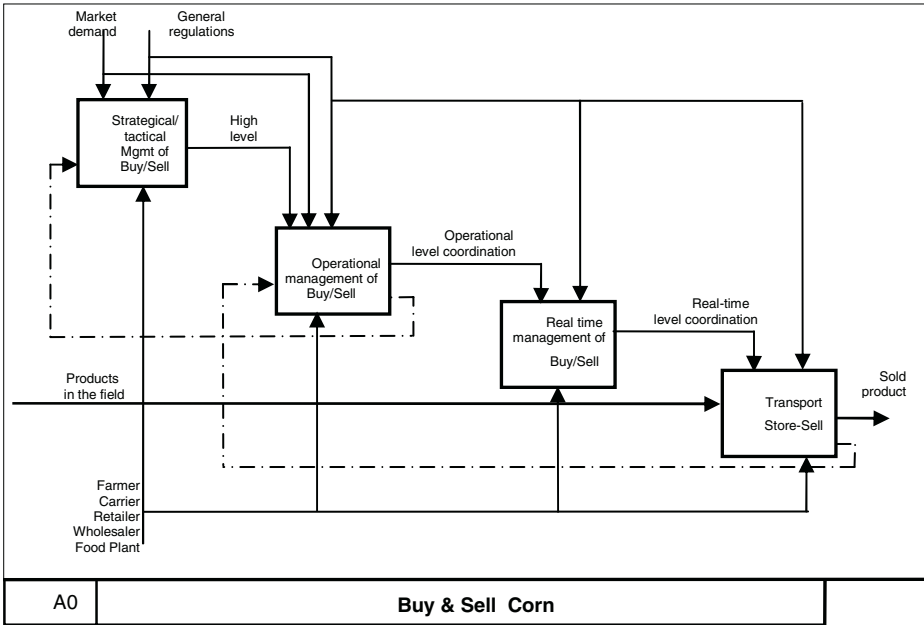 Market
demand
General
regulations
Strategical/
tactical
Mgmt of
Buy/Sell
High
level
Operational
management of
Buy/Sell
Operational
level coordination
Real time
management of
Buy/Sell
Real-time
level coordination
Products
in the field
Transport
Store-Sell
Sold
product
Farmer
Carrier
Retailer
Wholesaler
Food Plant
A0
Buy & Sell Corn